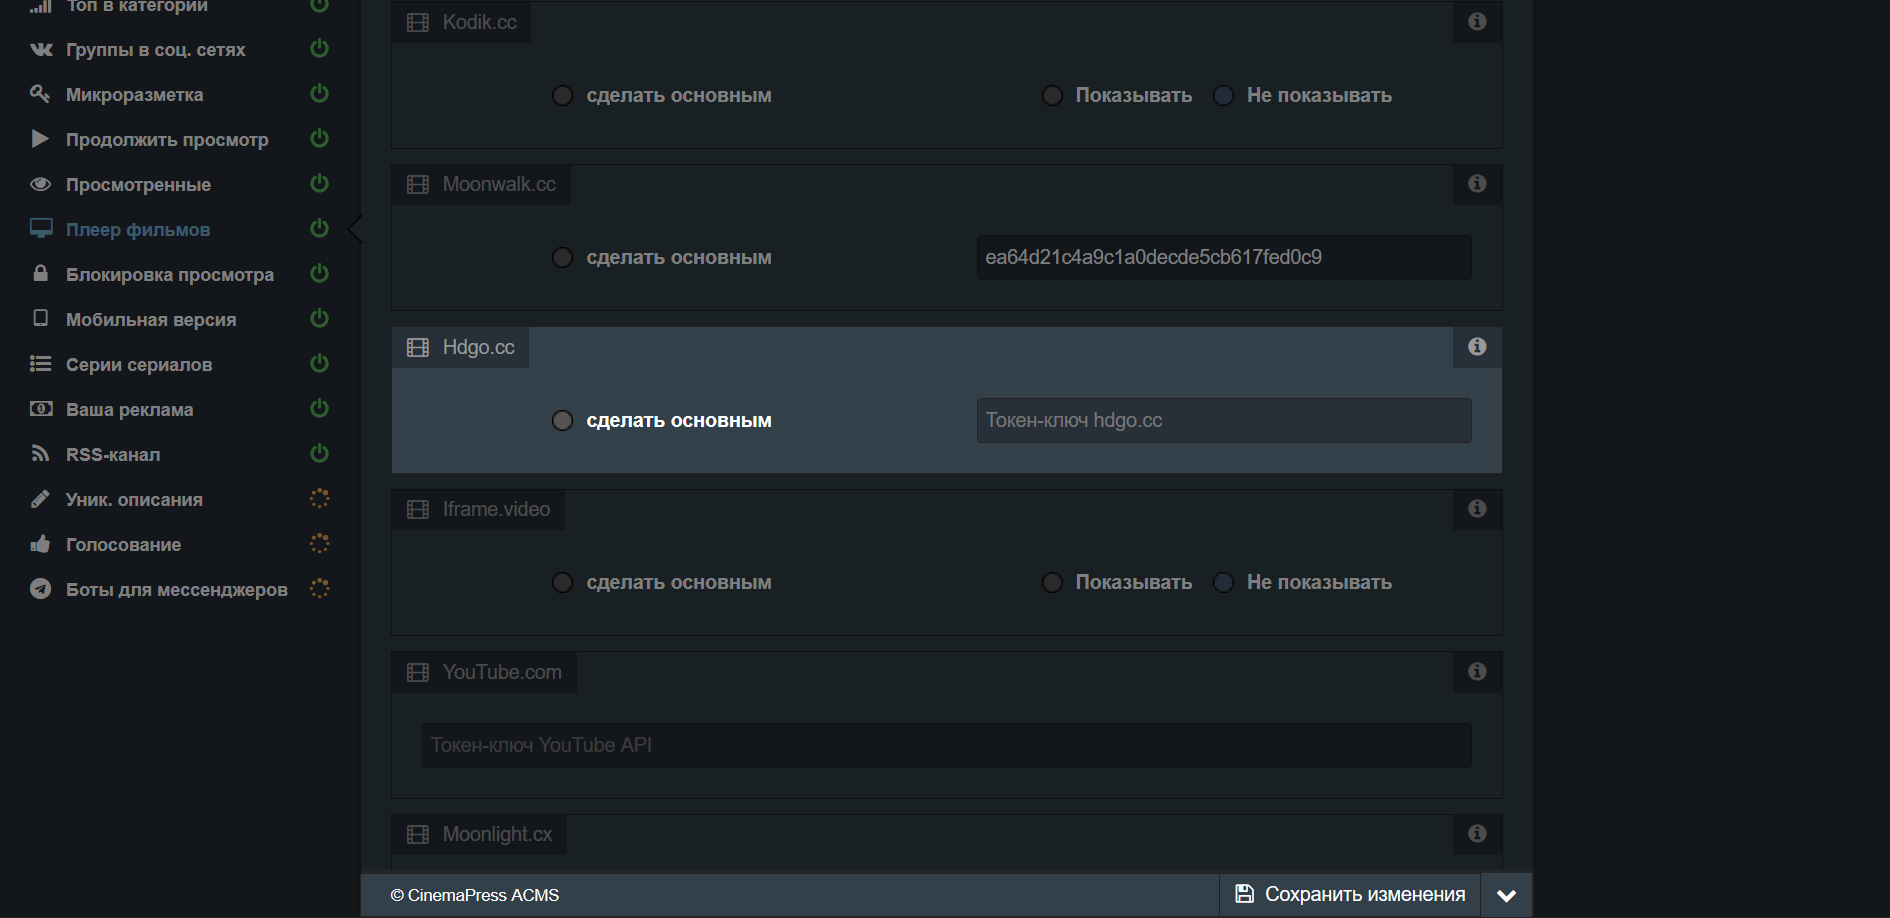 Топ в категории
Группы в соц. сетях
Микроразметка
Продолжить просмотр
Просмотренные
Плеер фильмов
Блокировка просмотра
Мобильная версия
Серии сериалов
Ваша реклама
RSS-канал
Уник. описания
Голосование
Боты для мессенджеров
Kodik.cc
сделать основным Показывать Не показывать
Moonwalk.cc
сделать основным ea64d21c4a9c1a0decde5cb617fed0c9
Hdgo.cc
сделать основным Токен-ключ hdgo.cc
Iframe.video
сделать основным Показывать Не показывать
YouTube.com
Токен-ключ YouTube API
Moonlight.cx
© CinemaPress ACMS Сохранить изменения